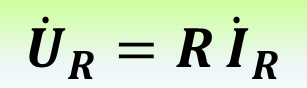 U̇_R = R İ_R